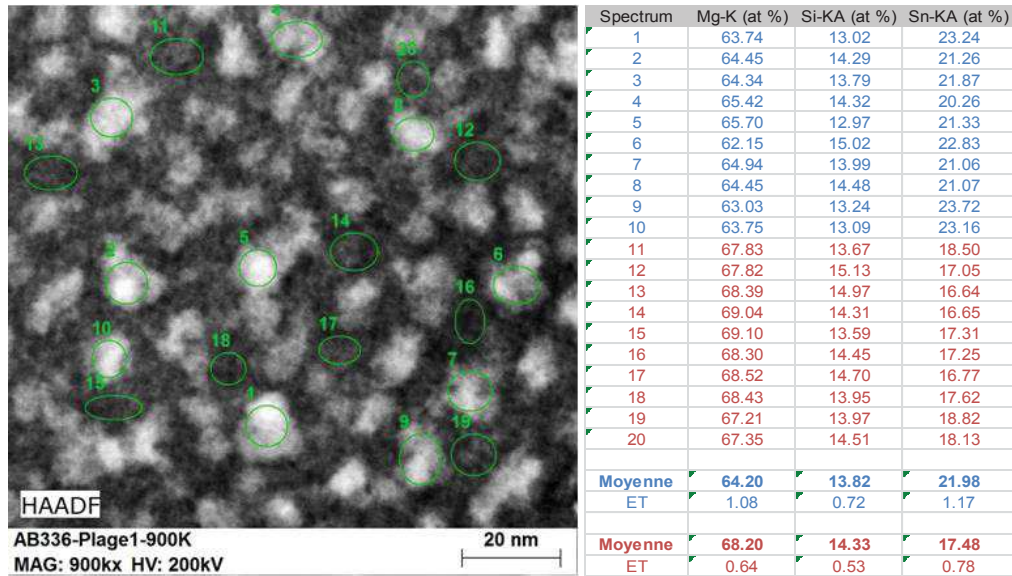 11
4
20
3
8
12
13
14
5
2
6
16
17
10
18
15
7
1
9
19
HAADF
AB336-Plage1-900K
MAG: 900kx HV: 200kV
20 nm
Spectrum Mg-K (at %) Si-KA (at %) Sn-KA (at %)
1 63.74 13.02 23.24
2 64.45 14.29 21.26
3 64.34 13.79 21.87
4 65.42 14.32 20.26
5 65.70 12.97 21.33
6 62.15 15.02 22.83
7 64.94 13.99 21.06
8 64.45 14.48 21.07
9 63.03 13.24 23.72
10 63.75 13.09 23.16
11 67.83 13.67 18.50
12 67.82 15.13 17.05
13 68.39 14.97 16.64
14 69.04 14.31 16.65
15 69.10 13.59 17.31
16 68.30 14.45 17.25
17 68.52 14.70 16.77
18 68.43 13.95 17.62
19 67.21 13.97 18.82
20 67.35 14.51 18.13
Moyenne 64.20 13.82 21.98
ET 1.08 0.72 1.17
Moyenne 68.20 14.33 17.48
ET 0.64 0.53 0.78